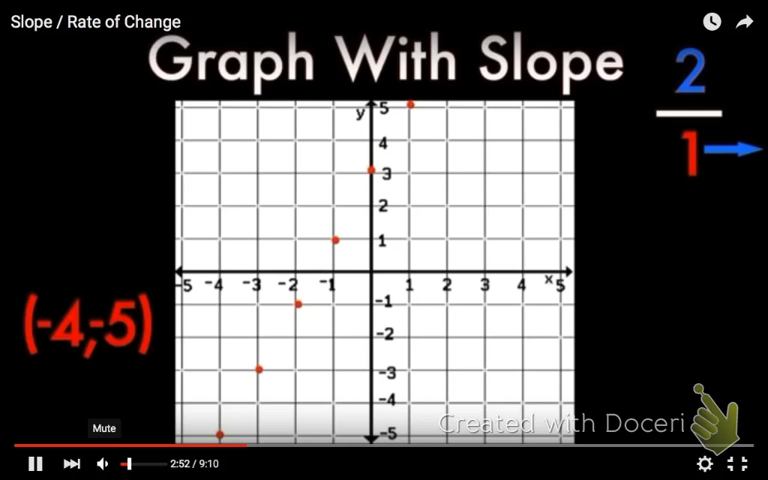 Slope / Rate of Change
Graph With Slope
2
1
y
5
4
3
2
1
-5 -4 -3 -2 -1 1 2 3 4 x 5
-1
-2
-3
-4
-5
(-4,-5)
Created with Doceri
Mute
2:52 / 9:10